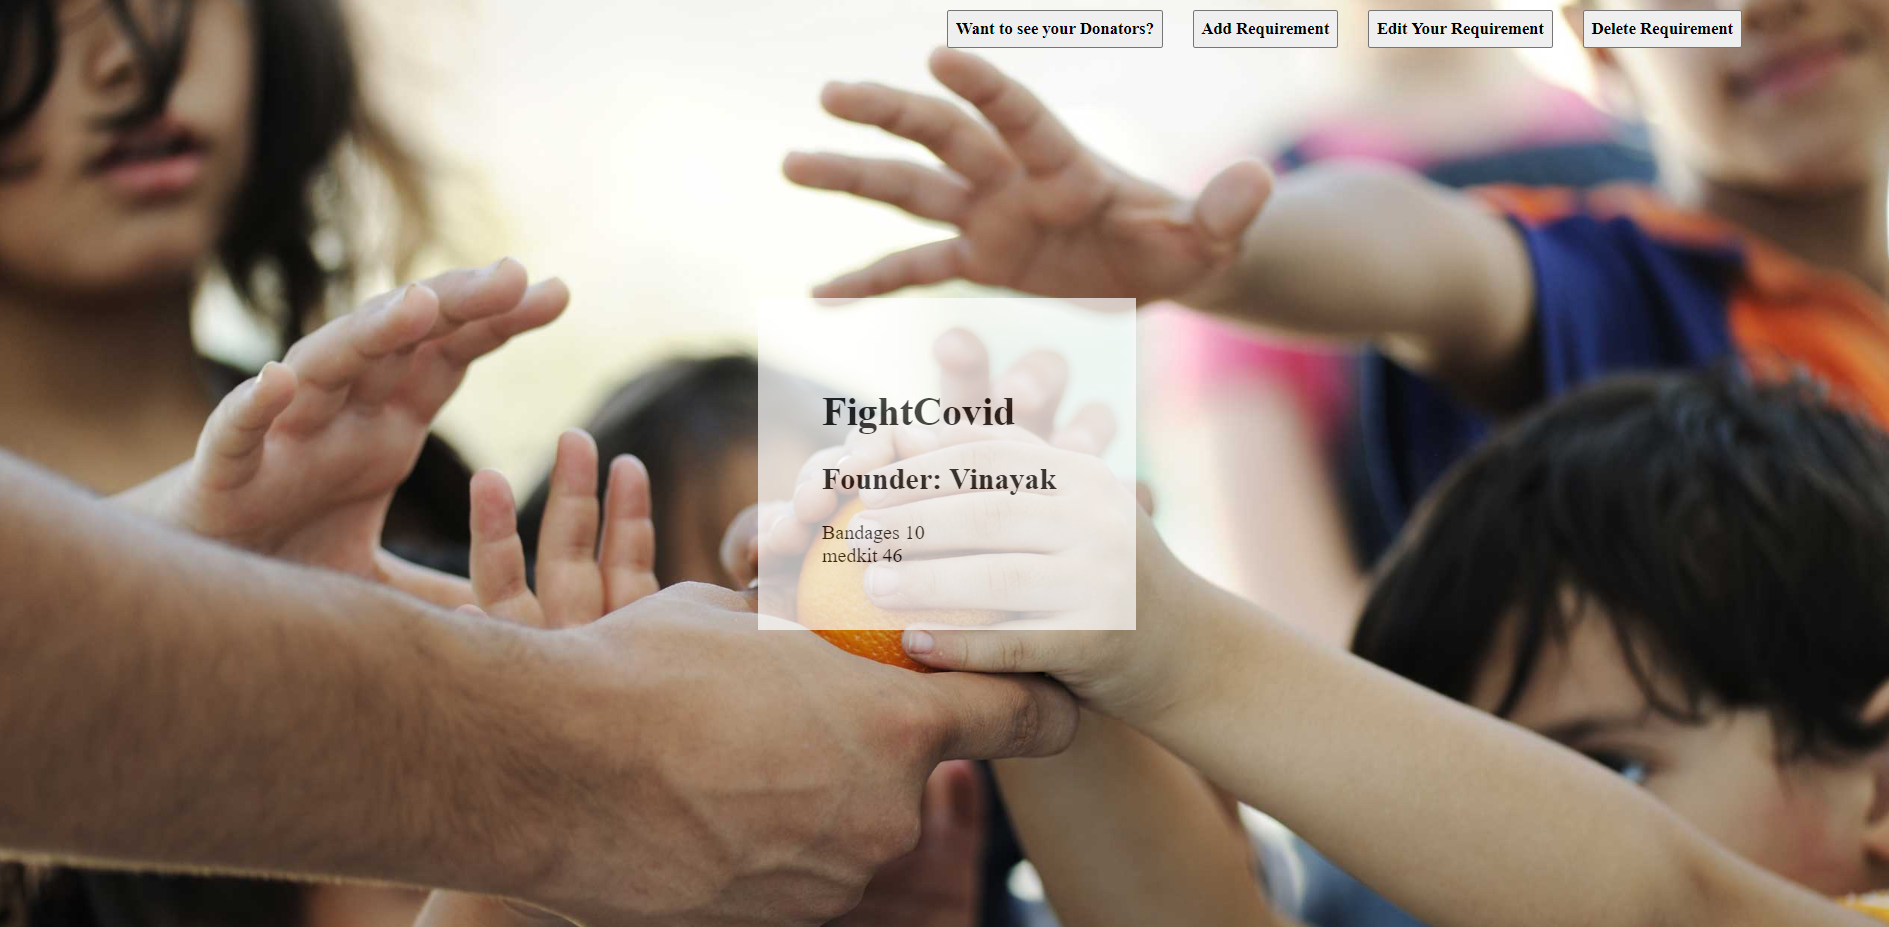 Want to see your Donators?
Add Requirement
Edit Your Requirement
Delete Requirement
FightCovid
Founder: Vinayak
Bandages 10
medkit 46